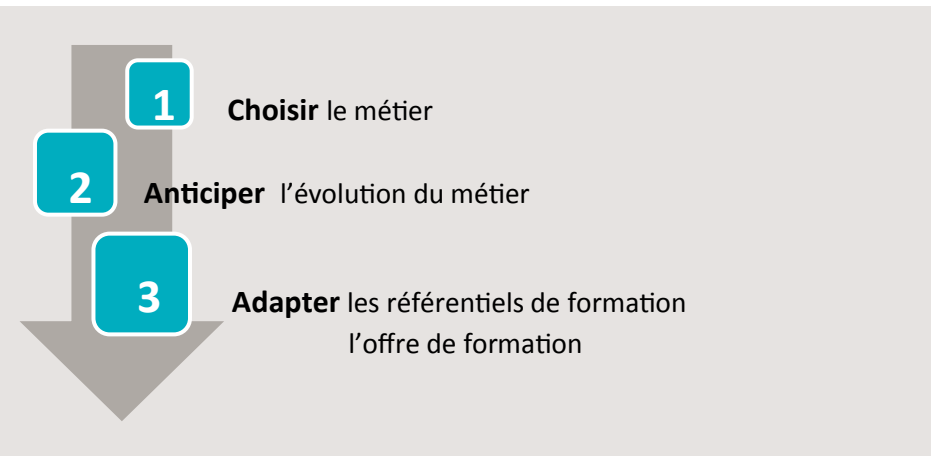 1 Choisir le métier
2 Anticiper l’évolution du métier
3 Adapter les référentiels de formation
l’offre de formation